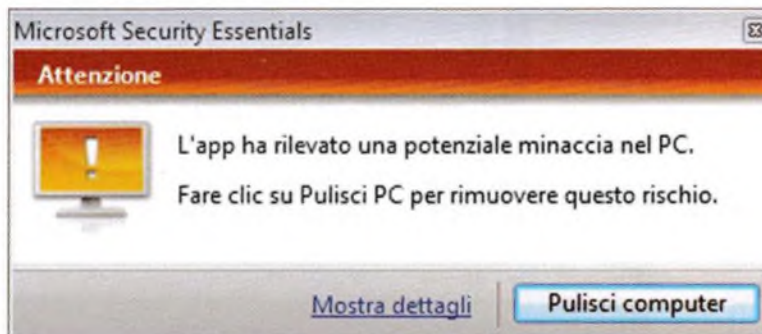 Microsoft Security Essentials
Attenzione
L'app ha rilevato una potenziale minaccia nel PC.
Fare clic su Pulisci PC per rimuovere questo rischio.
Mostra dettagli
Pulisci computer